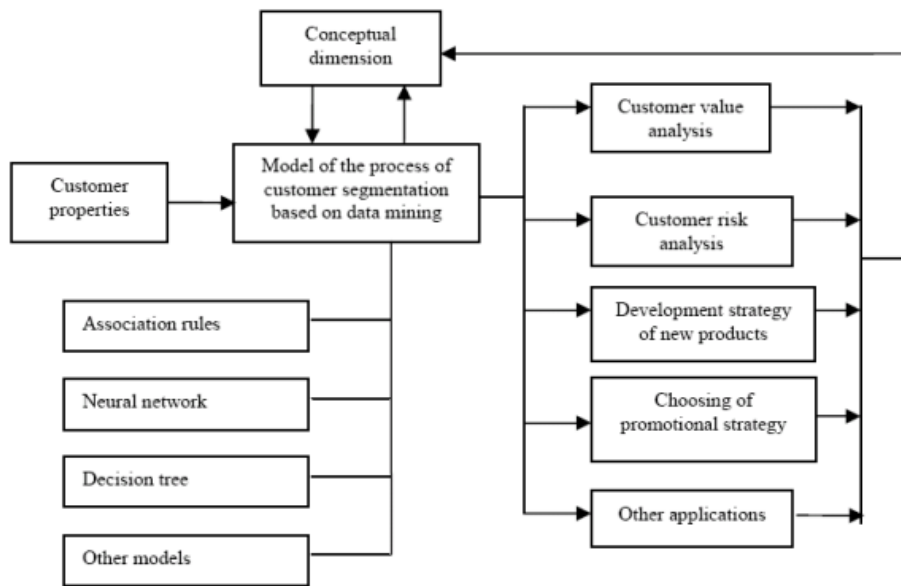 Conceptual
dimension
Customer value
analysis
Model of the process of
customer segmentation
based on data mining
Customer
properties
Customer risk
analysis
Association rules
Development strategy
of new products
Neural network
Choosing of
promotional strategy
Decision tree
Other applications
Other models